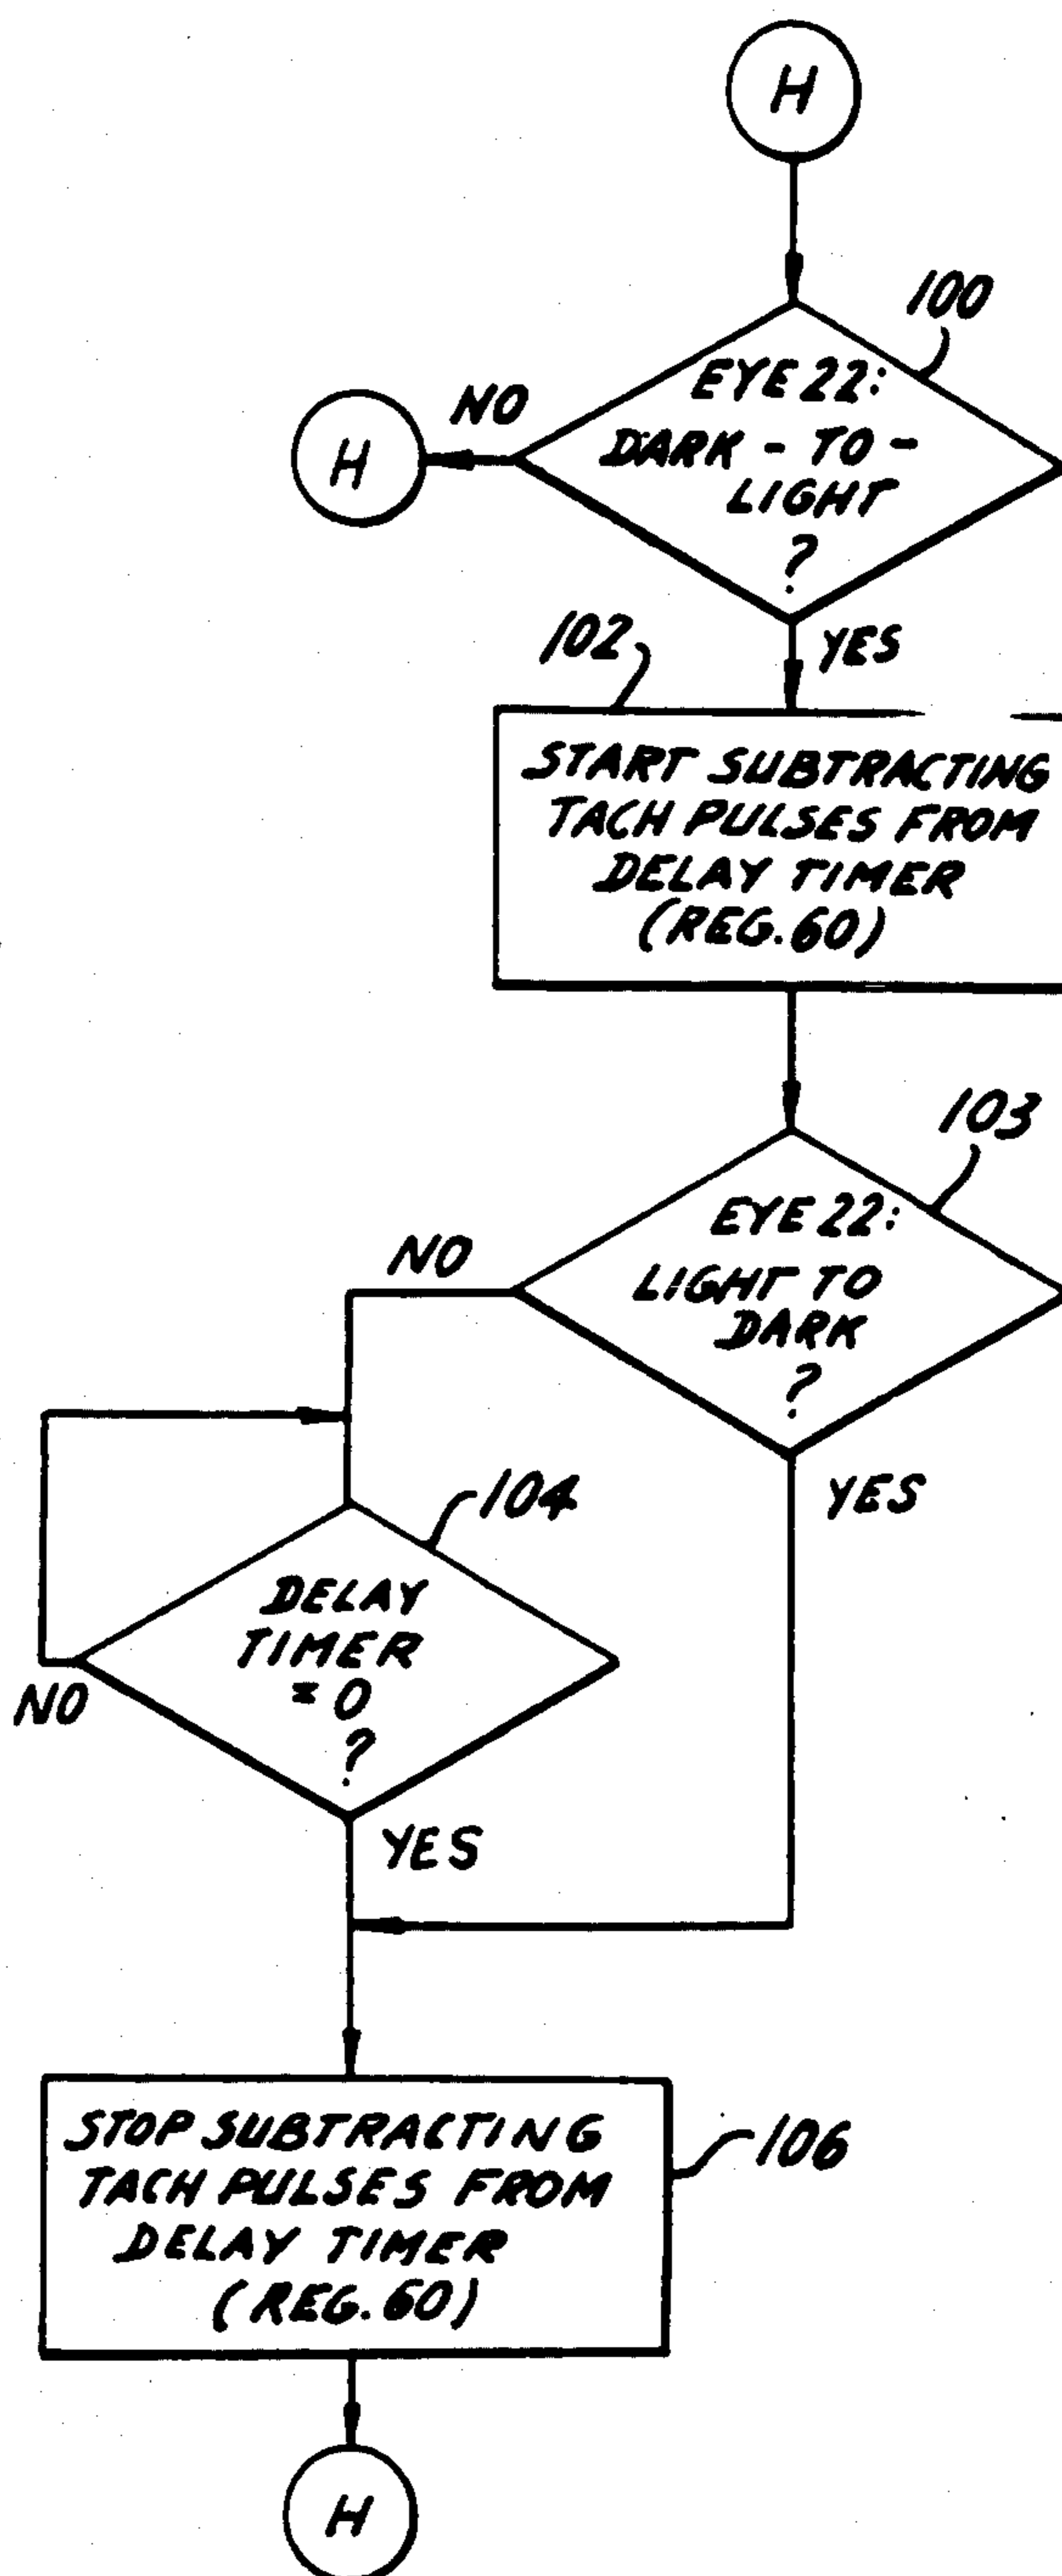 H
100
EYE 22:
DARK - TO -
LIGHT
?
NO
H
YES
102
START SUBTRACTING
TACH PULSES FROM
DELAY TIMER
(REG. 60)
103
EYE 22:
LIGHT TO
DARK
?
NO
YES
104
DELAY
TIMER
= 0
?
NO
YES
STOP SUBTRACTING
TACH PULSES FROM
DELAY TIMER
(REG. 60)
106
H